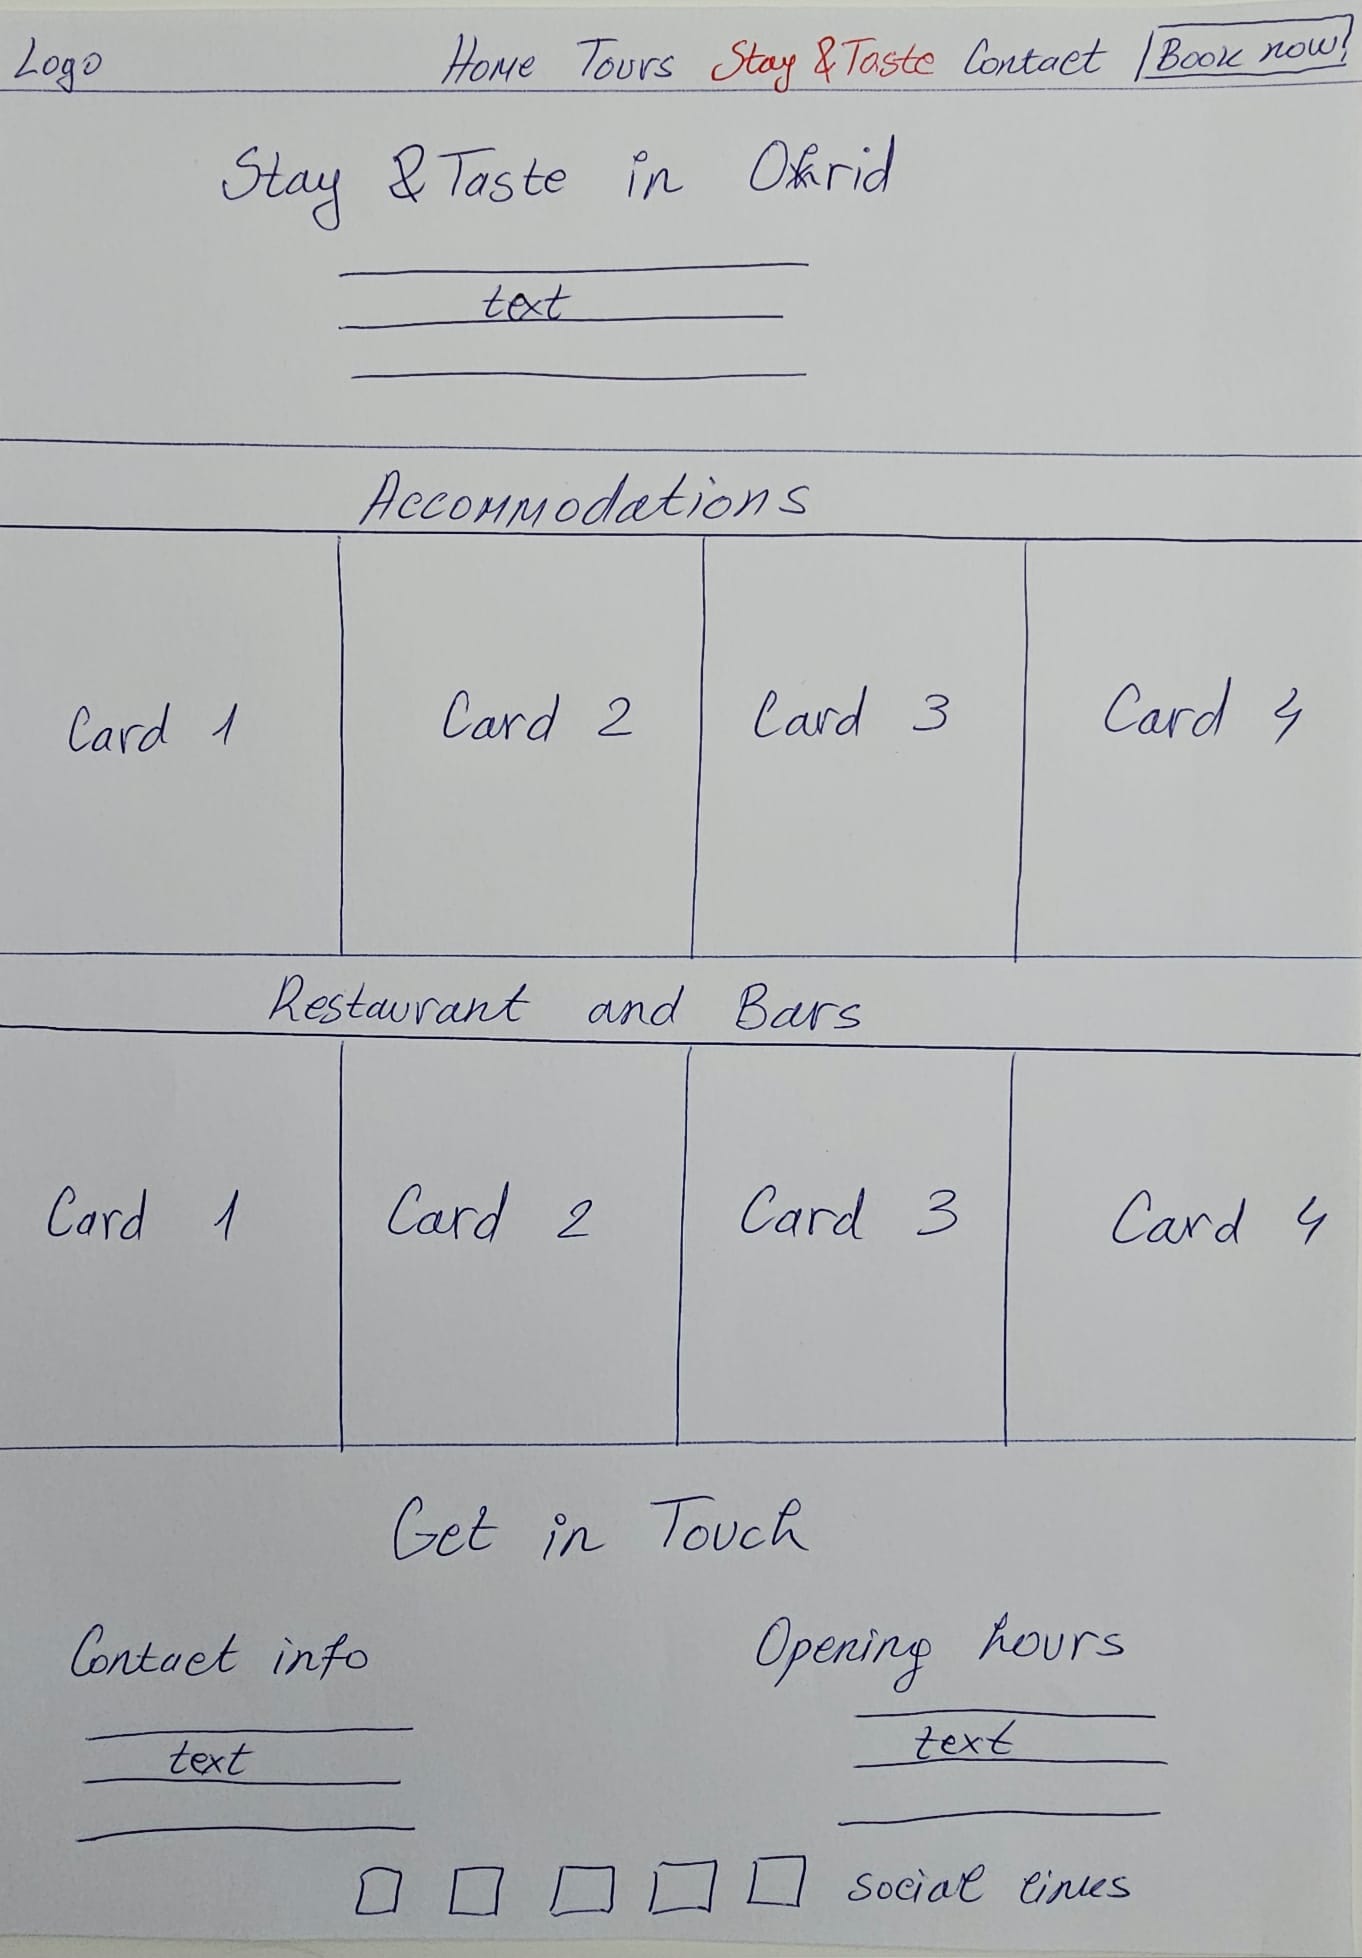 Logo Home Tours Stay & Taste Contact Book now!
Stay & Taste in Ohrid
text
Accommodations
Card 1 Card 2 Card 3 Card 4
Restaurant and Bars
Card 1 Card 2 Card 3 Card 4
Get in Touch
Contact info Opening hours
text text
social links